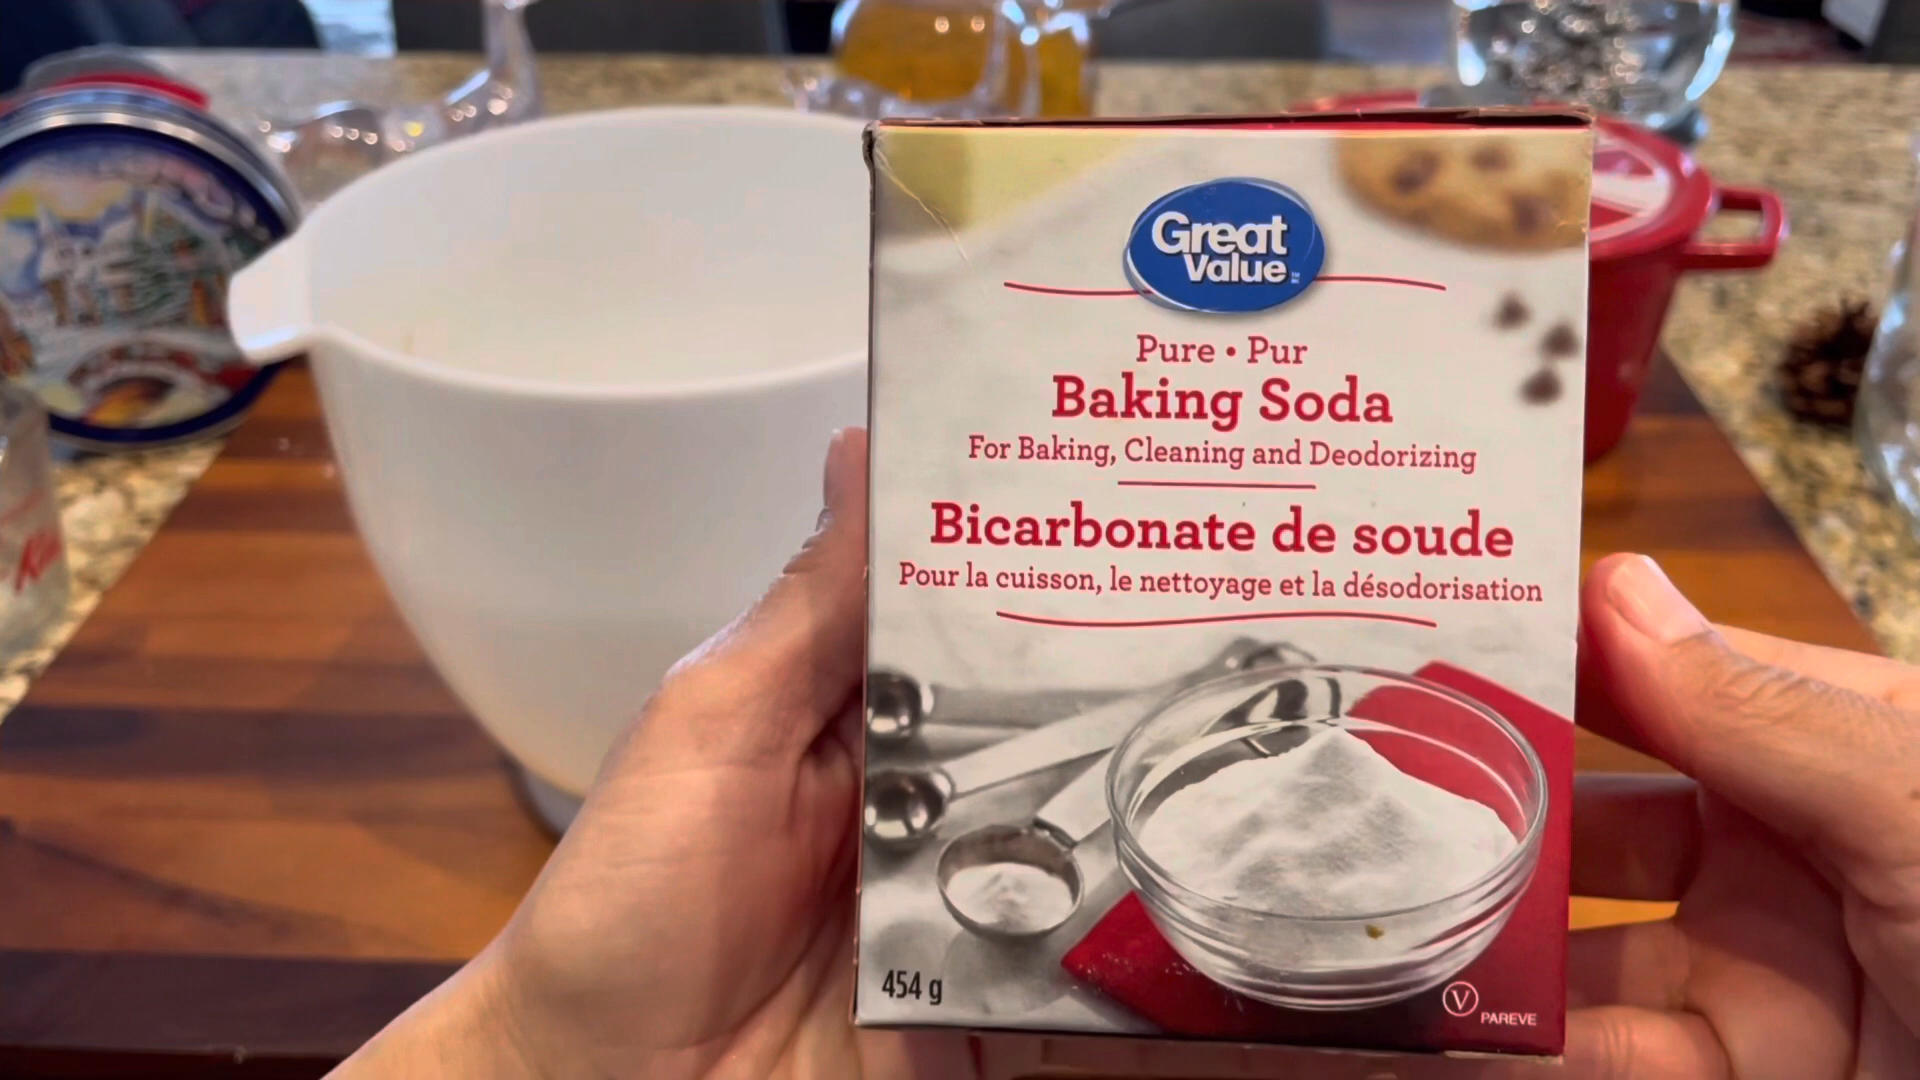 Great
Value
Pure • Pur
Baking Soda
For Baking, Cleaning and Deodorizing
Bicarbonate de soude
Pour la cuisson, le nettoyage et la désodorisation
454 g
V
PAREVE